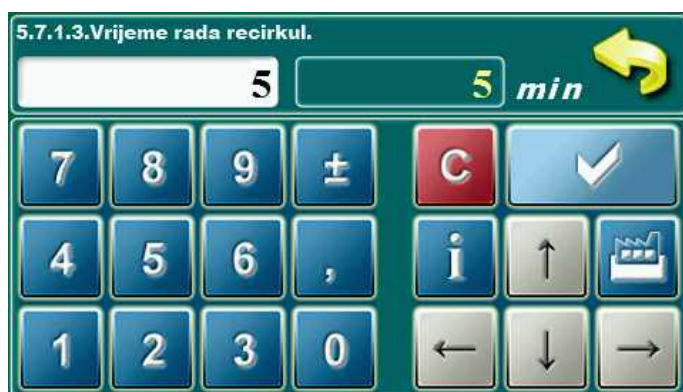 5.7.1.3.Vrijeme rada recirkul.
5 5 min
7 8 9 ± C
4 5 6 , i ↑
1 2 3 0 ← ↓ →